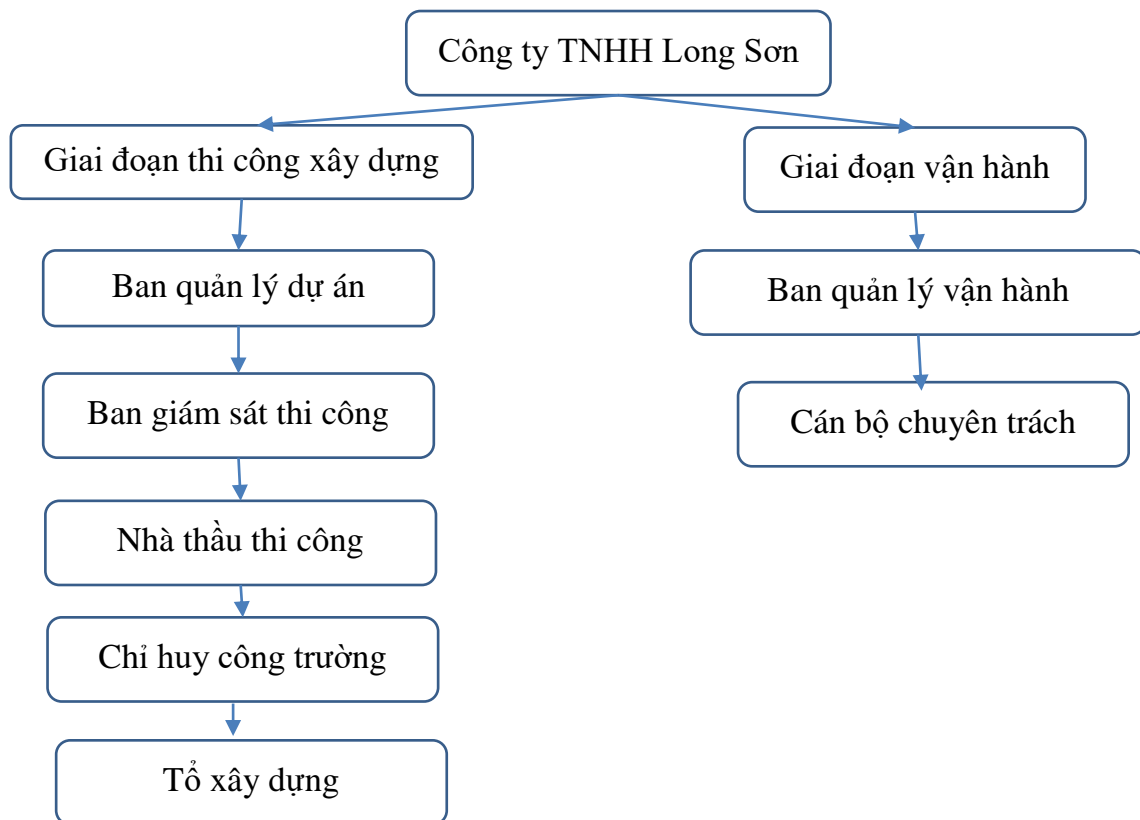 Công ty TNHH Long Sơn
Giai đoạn thi công xây dựng
Giai đoạn vận hành
Ban quản lý dự án
Ban quản lý vận hành
Ban giám sát thi công
Cán bộ chuyên trách
Nhà thầu thi công
Chỉ huy công trường
Tổ xây dựng